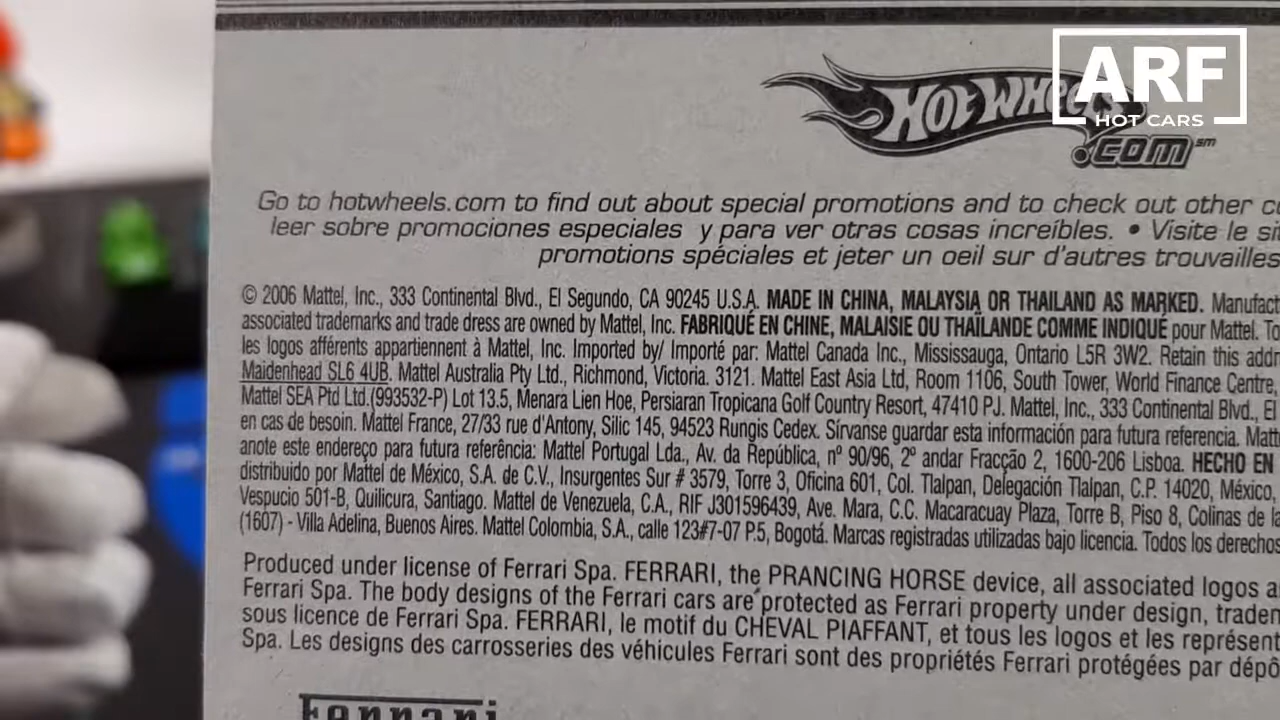 ARF
HOT CARS
HOT WHeeLS
.com℠
Go to hotwheels.com to find out about special promotions and to check out other
leer sobre promociones especiales y para ver otras cosas increíbles. • Visite le
promotions spéciales et jeter un oeil sur d'autres trouvailles
© 2006 Mattel, Inc., 333 Continental Blvd., El Segundo, CA 90245 U.S.A. MADE IN CHINA, MALAYSIA OR THAILAND AS MARKED.
associated trademarks and trade dress are owned by Mattel, Inc. FABRIQUÉ EN CHINE, MALAISIE OU THAÏLANDE COMME INDIQUÉ pour Mattel.
les logos afférents appartiennent à Mattel, Inc. Imported by/ Importé par: Mattel Canada Inc., Mississauga, Ontario L5R 3W2. Retain this
Maidenhead SL6 4UB. Mattel Australia Pty Ltd., Richmond, Victoria. 3121. Mattel East Asia Ltd, Room 1106, South Tower, World Finance Centre,
Mattel SEA Ptd Ltd.(993532-P) Lot 13.5, Menara Lien Hoe, Persiaran Tropicana Golf Country Resort, 47410 PJ. Mattel, Inc., 333 Continental Blvd., El
en cas de besoin. Mattel France, 27/33 rue d'Antony, Silic 145, 94523 Rungis Cedex. Sírvanse guardar esta información para futura referencia.
anote este endereço para futura referência: Mattel Portugal Lda., Av. da República, nº 90/96, 2º andar Fracção 2, 1600-206 Lisboa. HECHO EN
distribuido por Mattel de México, S.A. de C.V., Insurgentes Sur # 3579, Torre 3, Oficina 601, Col. Tlalpan, Delegación Tlalpan, C.P. 14020, México,
Vespucio 501-B, Quilicura, Santiago. Mattel de Venezuela, C.A., RIF J301596439, Ave. Mara, C.C. Macaracuay Plaza, Torre B, Piso 8, Colinas de
(1607) - Villa Adelina, Buenos Aires. Mattel Colombia, S.A., calle 123#7-07 P.5, Bogotá. Marcas registradas utilizadas bajo licencia. Todos los derechos
Produced under license of Ferrari Spa. FERRARI, the PRANCING HORSE device, all associated logos
Ferrari Spa. The body designs of the Ferrari cars are protected as Ferrari property under design,
sous licence de Ferrari Spa. FERRARI, le motif du CHEVAL PIAFFANT, et tous les logos et les
Spa. Les designs des carrosseries des véhicules Ferrari sont des propriétés Ferrari protégées par
Ferrari